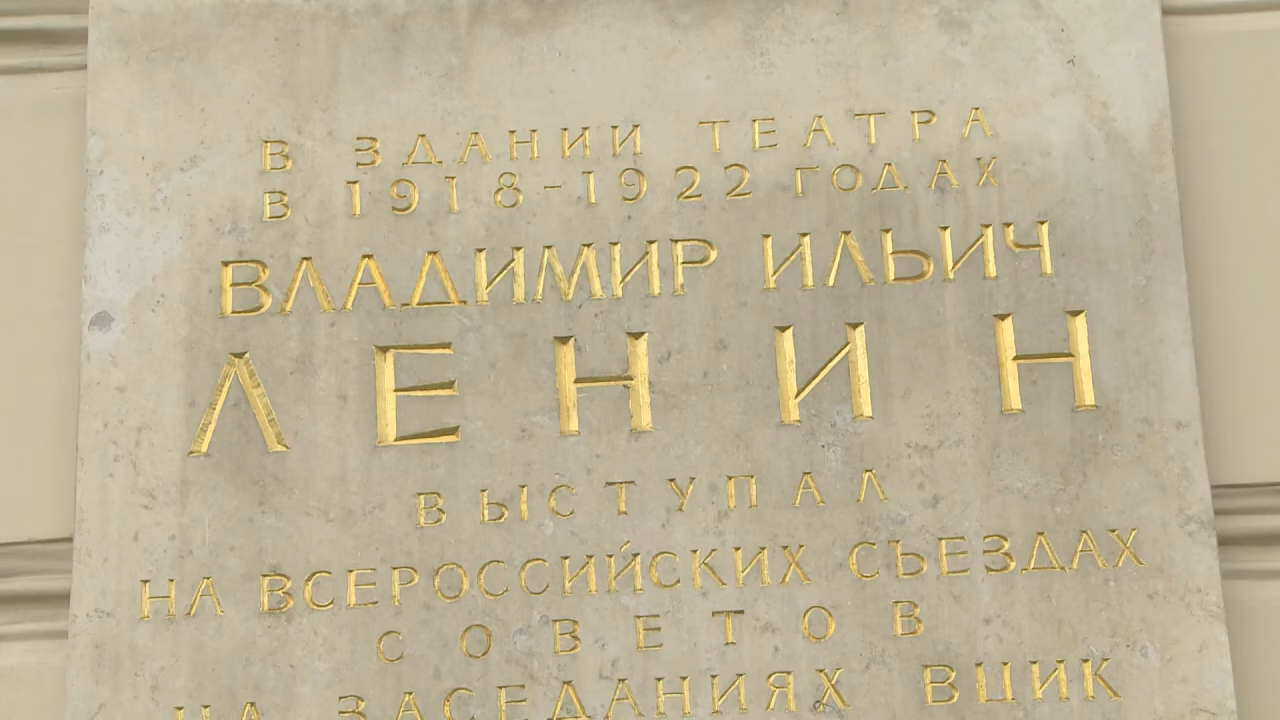 В ЗДАНИИ ТЕАТРА
В 1918-1922 ГОДАХ
ВЛАДИМИР ИЛЬИЧ
ЛЕНИН
ВЫСТУПАЛ
НА ВСЕРОССИЙСКИХ СЪЕЗДАХ
СОВЕТОВ
НА ЗАСЕДАНИЯХ ВЦИК